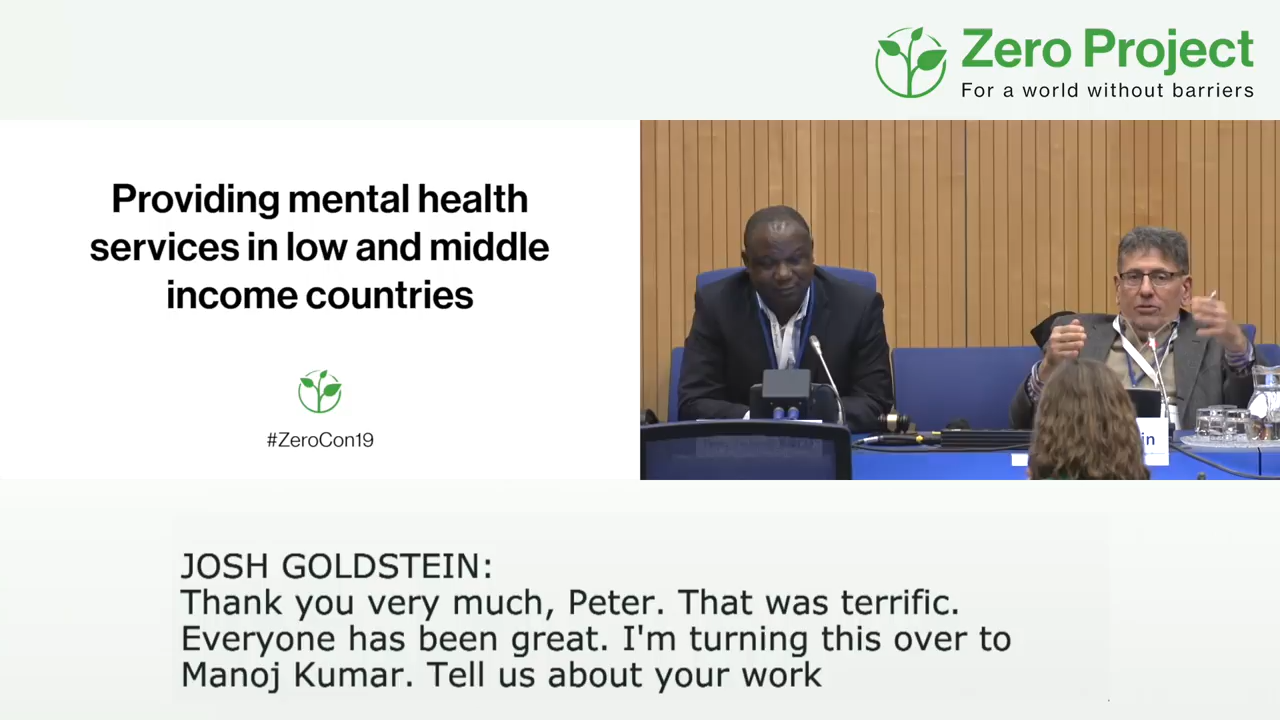 Zero Project
For a world without barriers
Providing mental health
services in low and middle
income countries
#ZeroCon19
in
JOSH GOLDSTEIN:
Thank you very much, Peter. That was terrific.
Everyone has been great. I'm turning this over to
Manoj Kumar. Tell us about your work